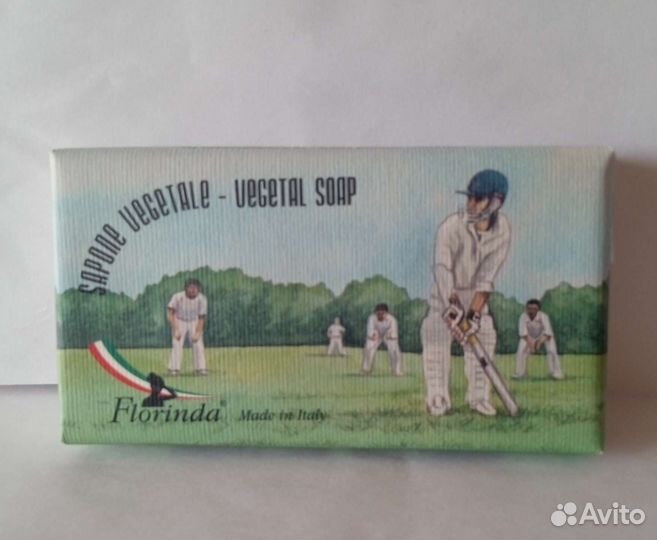 SAPONE VEGETALE - VEGETAL SOAP
Florinda® Made in Italy
Avito